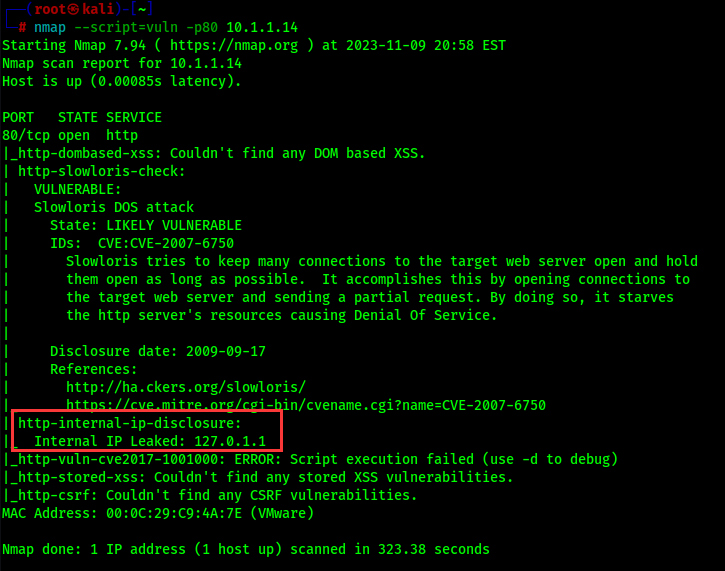 ┌──(root㉿kali)-[~]
└─# nmap --script=vuln -p80 10.1.1.14
Starting Nmap 7.94 ( https://nmap.org ) at 2023-11-09 20:58 EST
Nmap scan report for 10.1.1.14
Host is up (0.00085s latency).

PORT   STATE SERVICE
80/tcp open  http
|_http-dombased-xss: Couldn't find any DOM based XSS.
| http-slowloris-check:
|   VULNERABLE:
|   Slowloris DOS attack
|     State: LIKELY VULNERABLE
|     IDs:  CVE:CVE-2007-6750
|       Slowloris tries to keep many connections to the target web server open and hold
|       them open as long as possible.  It accomplishes this by opening connections to
|       the target web server and sending a partial request. By doing so, it starves
|       the http server's resources causing Denial Of Service.
|
|     Disclosure date: 2009-09-17
|     References:
|       http://ha.ckers.org/slowloris/
|       https://cve.mitre.org/cgi-bin/cvename.cgi?name=CVE-2007-6750
| http-internal-ip-disclosure:
|_  Internal IP Leaked: 127.0.1.1
|_http-vuln-cve2017-1001000: ERROR: Script execution failed (use -d to debug)
|_http-stored-xss: Couldn't find any stored XSS vulnerabilities.
|_http-csrf: Couldn't find any CSRF vulnerabilities.
MAC Address: 00:0C:29:C9:4A:7E (VMware)

Nmap done: 1 IP address (1 host up) scanned in 323.38 seconds